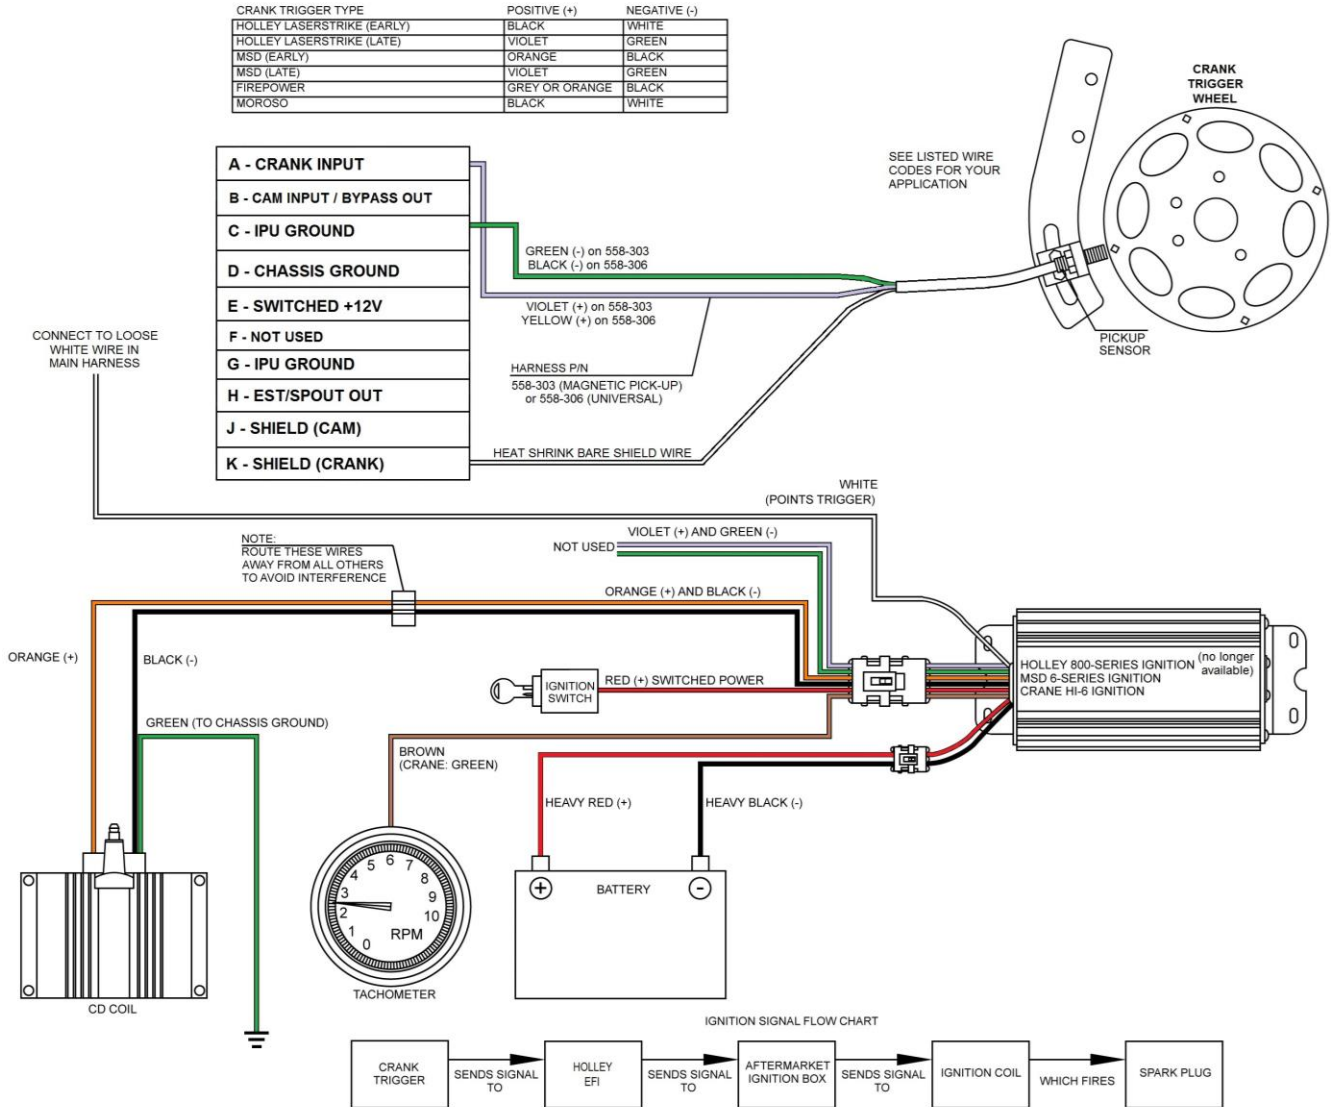 CRANK TRIGGER TYPE POSITIVE (+) NEGATIVE (-)
HOLLEY LASERSTRIKE (EARLY) BLACK WHITE
HOLLEY LASERSTRIKE (LATE) VIOLET GREEN
MSD (EARLY) ORANGE BLACK
MSD (LATE) VIOLET GREEN
FIREPOWER GREY OR ORANGE BLACK
MOROSO BLACK WHITE
CRANK
TRIGGER
WHEEL
SEE LISTED WIRE
CODES FOR YOUR
APPLICATION
PICKUP
SENSOR
A - CRANK INPUT
B - CAM INPUT / BYPASS OUT
C - IPU GROUND
D - CHASSIS GROUND
E - SWITCHED +12V
F - NOT USED
G - IPU GROUND
H - EST/SPOUT OUT
J - SHIELD (CAM)
K - SHIELD (CRANK)
GREEN (-) on 558-303
BLACK (-) on 558-306
VIOLET (+) on 558-303
YELLOW (+) on 558-306
HARNESS P/N
558-303 (MAGNETIC PICK-UP)
or 558-306 (UNIVERSAL)
HEAT SHRINK BARE SHIELD WIRE
CONNECT TO LOOSE
WHITE WIRE IN
MAIN HARNESS
WHITE
(POINTS TRIGGER)
VIOLET (+) AND GREEN (-)
NOT USED
NOTE:
ROUTE THESE WIRES
AWAY FROM ALL OTHERS
TO AVOID INTERFERENCE
ORANGE (+) AND BLACK (-)
ORANGE (+)
BLACK (-)
IGNITION
SWITCH
RED (+) SWITCHED POWER
HOLLEY 800-SERIES IGNITION (no longer
available)
MSD 6-SERIES IGNITION
CRANE HI-6 IGNITION
GREEN (TO CHASSIS GROUND)
BROWN
(CRANE: GREEN)
HEAVY RED (+)
HEAVY BLACK (-)
0 1 2 3 4 5 6 7 8 9 10
RPM
TACHOMETER
+ BATTERY -
CD COIL
IGNITION SIGNAL FLOW CHART
CRANK
TRIGGER
SENDS SIGNAL
TO
HOLLEY
EFI
SENDS SIGNAL
TO
AFTERMARKET
IGNITION BOX
SENDS SIGNAL
TO
IGNITION COIL
WHICH FIRES
SPARK PLUG